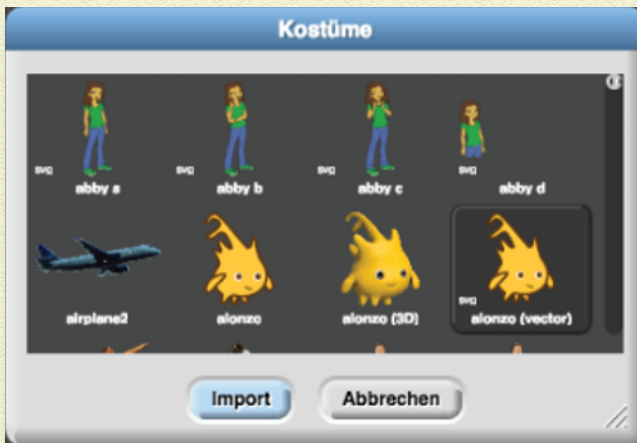 Kostüme
svg svg svg svg
abby a abby b abby c abby d
svg
airplane2 alonzo alonzo (3D) alonzo (vector)
Import Abbrechen